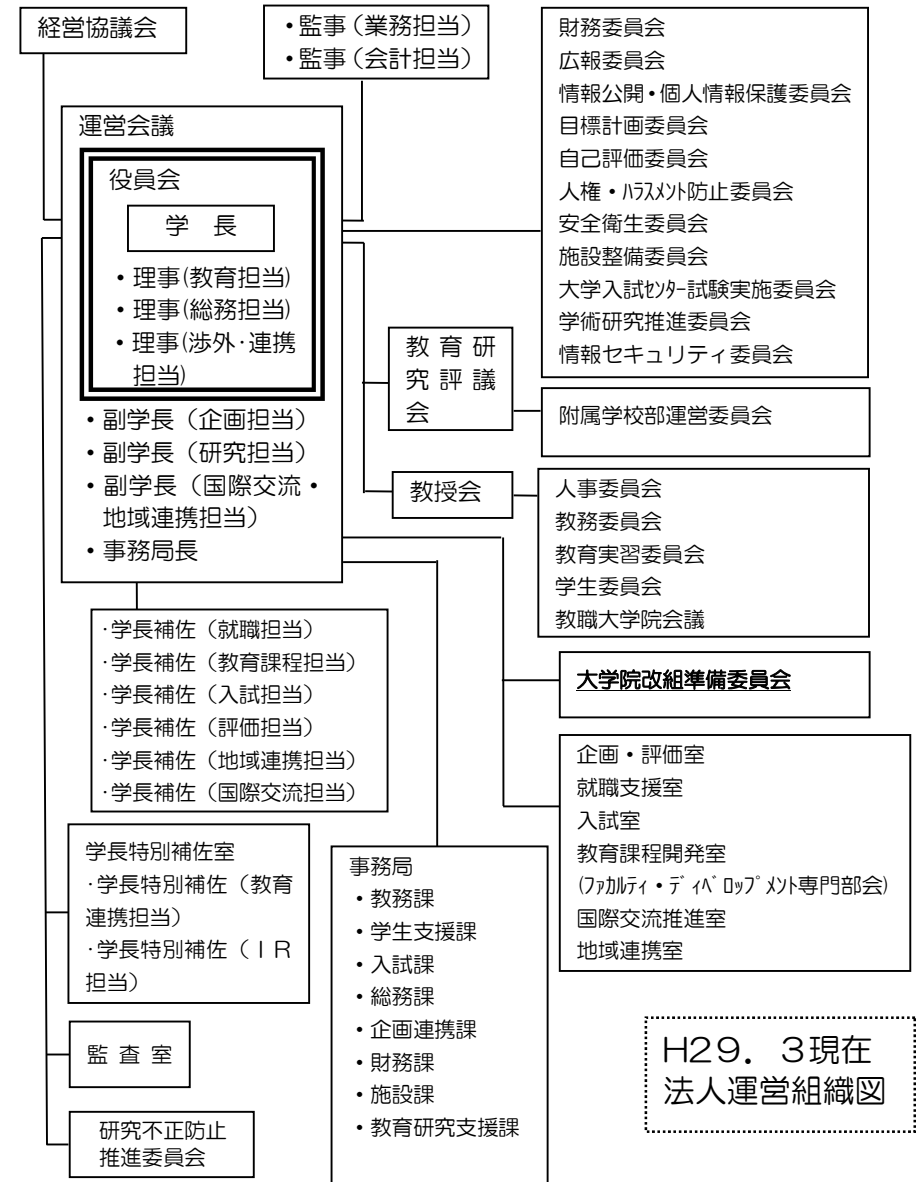 経営協議会
・監事（業務担当）
・監事（会計担当）
財務委員会
広報委員会
情報公開・個人情報保護委員会
目標計画委員会
自己評価委員会
人権・ﾊﾗｽﾒﾝﾄ防止委員会
安全衛生委員会
施設整備委員会
大学入試ｾﾝﾀｰ試験実施委員会
学術研究推進委員会
情報セキュリティ委員会
運営会議
役員会
学　長
・理事(教育担当)
・理事(総務担当)
・理事(渉外･連携
担当)
・副学長（企画担当）
・副学長（研究担当）
・副学長（国際交流・
地域連携担当）
・事務局長
教 育 研
究 評 議
会
附属学校部運営委員会
教授会
人事委員会
教務委員会
教育実習委員会
学生委員会
教職大学院会議
･学長補佐（就職担当）
･学長補佐（教育課程担当）
･学長補佐（入試担当）
･学長補佐（評価担当）
･学長補佐（地域連携担当）
･学長補佐（国際交流担当）
大学院改組準備委員会
企画・評価室
就職支援室
入試室
教育課程開発室
(ﾌｧｶﾙﾃｨ・ﾃﾞｨﾍﾞﾛｯﾌﾟﾒﾝﾄ専門部会)
国際交流推進室
地域連携室
学長特別補佐室
･学長特別補佐（教育
連携担当）
･学長特別補佐（ＩＲ
担当）
事務局
・教務課
・学生支援課
・入試課
・総務課
・企画連携課
・財務課
・施設課
・教育研究支援課
監 査 室
研究不正防止
推進委員会
H29．3現在
法人運営組織図